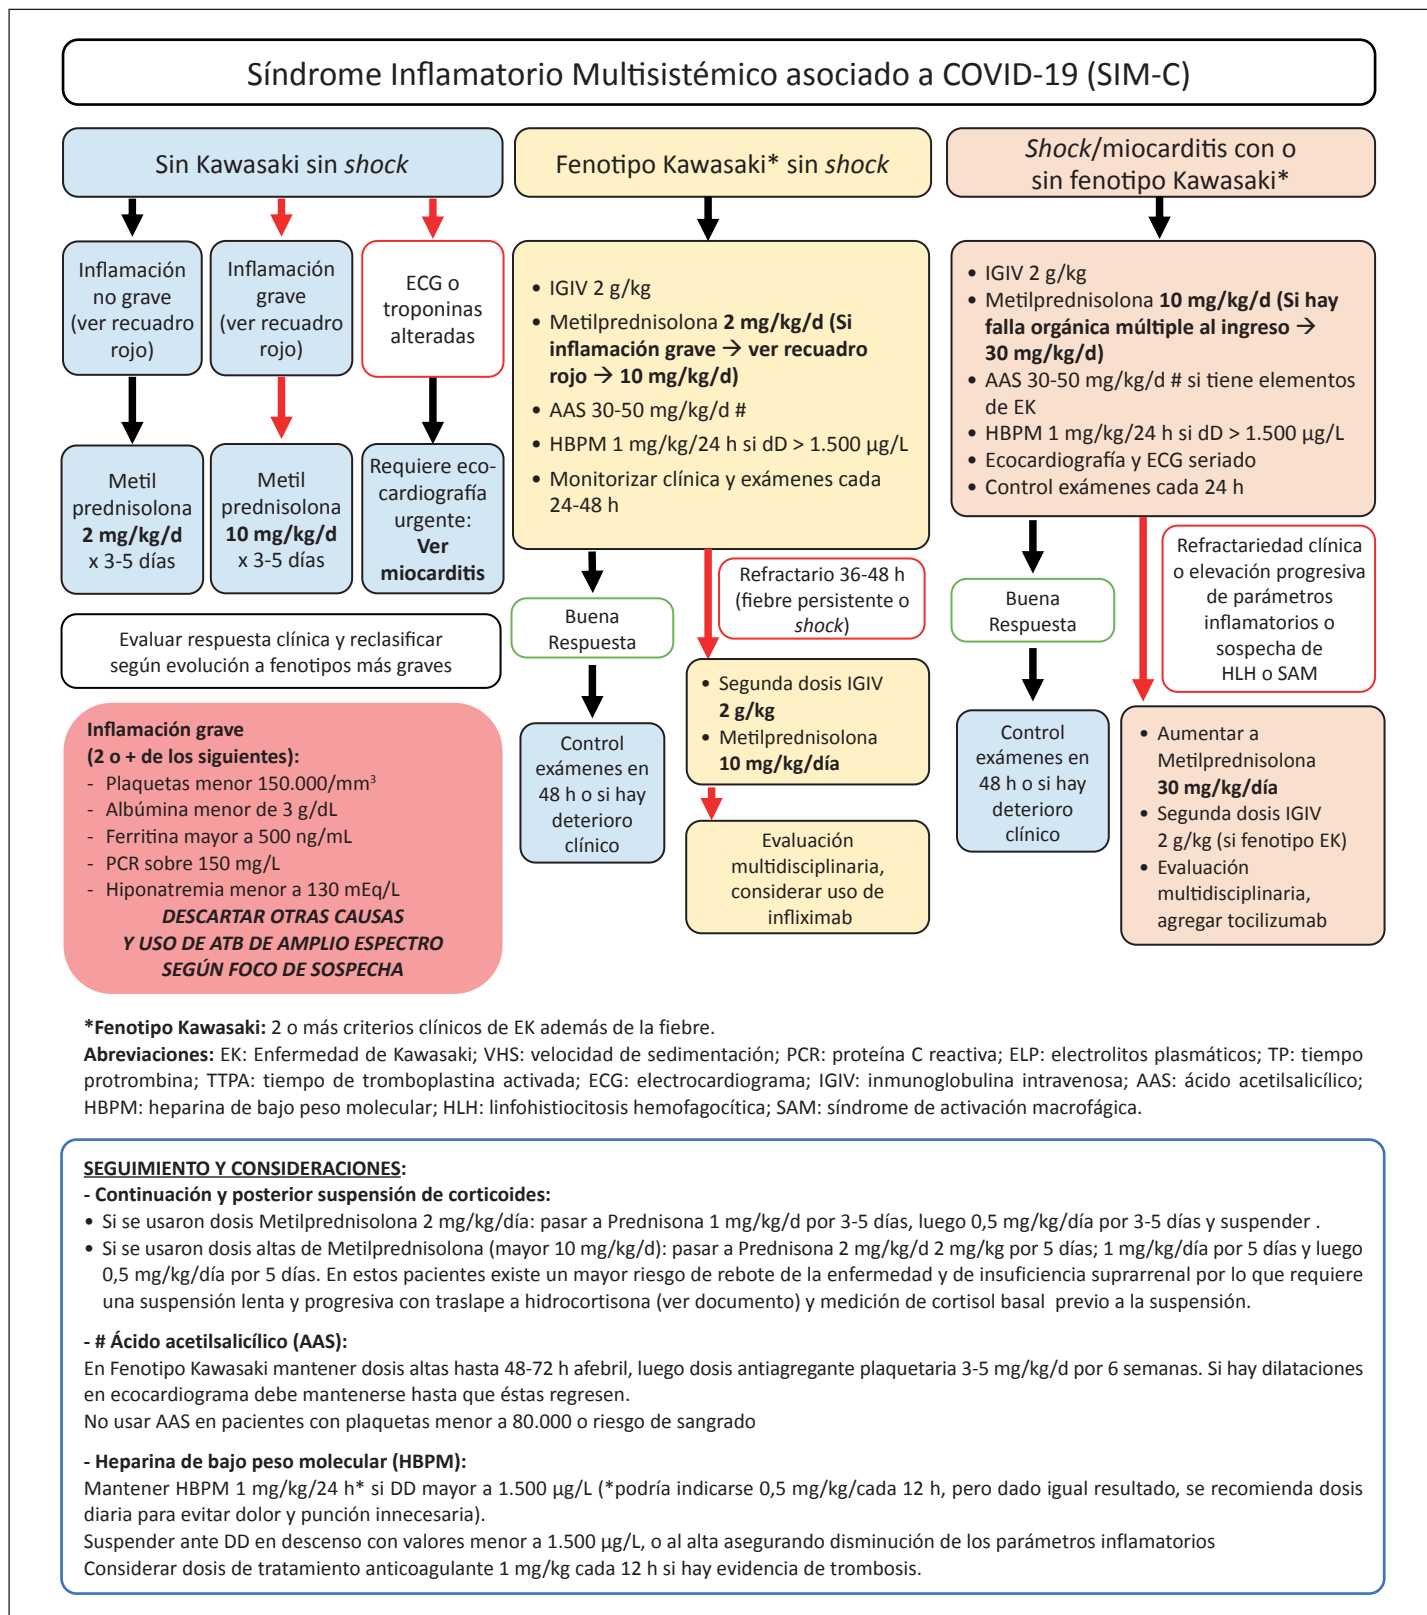 Síndrome Inflamatorio Multisistémico asociado a COVID-19 (SIM-C)
Sin Kawasaki sin shock
Inflamación
no grave
(ver recuadro
rojo)
Inflamación
grave
(ver recuadro
rojo)
ECG o
troponinas
alteradas
Metil
prednisolona
2 mg/kg/d
x 3-5 días
Metil
prednisolona
10 mg/kg/d
x 3-5 días
Requiere eco-
cardiografía
urgente:
Ver
miocarditis
Evaluar respuesta clínica y reclasificar
según evolución a fenotipos más graves
Inflamación grave
(2 o + de los siguientes):
- Plaquetas menor 150.000/mm³
- Albúmina menor de 3 g/dL
- Ferritina mayor a 500 ng/mL
- PCR sobre 150 mg/L
- Hiponatremia menor a 130 mEq/L
DESCARTAR OTRAS CAUSAS
Y USO DE ATB DE AMPLIO ESPECTRO
SEGÚN FOCO DE SOSPECHA
Fenotipo Kawasaki* sin shock
• IGIV 2 g/kg
• Metilprednisolona 2 mg/kg/d (Si
inflamación grave → ver recuadro
rojo → 10 mg/kg/d)
• AAS 30-50 mg/kg/d #
• HBPM 1 mg/kg/24 h si dD > 1.500 µg/L
• Monitorizar clínica y exámenes cada
24-48 h
Buena
Respuesta
Control
exámenes en
48 h o si hay
deterioro
clínico
Refractario 36-48 h
(fiebre persistente o
shock)
• Segunda dosis IGIV
2 g/kg
• Metilprednisolona
10 mg/kg/día
Evaluación
multidisciplinaria,
considerar uso de
infliximab
Shock/miocarditis con o
sin fenotipo Kawasaki*
• IGIV 2 g/kg
• Metilprednisolona 10 mg/kg/d (Si hay
falla orgánica múltiple al ingreso →
30 mg/kg/d)
• AAS 30-50 mg/kg/d # si tiene elementos
de EK
• HBPM 1 mg/kg/24 h si dD > 1.500 µg/L
• Ecocardiografía y ECG seriado
• Control exámenes cada 24 h
Buena
Respuesta
Control
exámenes en
48 h o si hay
deterioro
clínico
Refractariedad clínica
o elevación progresiva
de parámetros
inflamatorios o
sospecha de
HLH o SAM
• Aumentar a
Metilprednisolona
30 mg/kg/día
• Segunda dosis IGIV
2 g/kg (si fenotipo EK)
• Evaluación
multidisciplinaria,
agregar tocilizumab
*Fenotipo Kawasaki: 2 o más criterios clínicos de EK además de la fiebre.
Abreviaciones: EK: Enfermedad de Kawasaki; VHS: velocidad de sedimentación; PCR: proteína C reactiva; ELP: electrolitos plasmáticos; TP: tiempo
protrombina; TTPA: tiempo de tromboplastina activada; ECG: electrocardiograma; IGIV: inmunoglobulina intravenosa; AAS: ácido acetilsalicílico;
HBPM: heparina de bajo peso molecular; HLH: linfohistiocitosis hemofagocítica; SAM: síndrome de activación macrofágica.
SEGUIMIENTO Y CONSIDERACIONES:
- Continuación y posterior suspensión de corticoides:
• Si se usaron dosis Metilprednisolona 2 mg/kg/día: pasar a Prednisona 1 mg/kg/d por 3-5 días, luego 0,5 mg/kg/día por 3-5 días y suspender .
• Si se usaron dosis altas de Metilprednisolona (mayor 10 mg/kg/d): pasar a Prednisona 2 mg/kg/d 2 mg/kg por 5 días; 1 mg/kg/día por 5 días y luego
0,5 mg/kg/día por 5 días. En estos pacientes existe un mayor riesgo de rebote de la enfermedad y de insuficiencia suprarrenal por lo que requiere
una suspensión lenta y progresiva con traslape a hidrocortisona (ver documento) y medición de cortisol basal previo a la suspensión.
- # Ácido acetilsalicílico (AAS):
En Fenotipo Kawasaki mantener dosis altas hasta 48-72 h afebril, luego dosis antiagregante plaquetaria 3-5 mg/kg/d por 6 semanas. Si hay dilataciones
en ecocardiograma debe mantenerse hasta que éstas regresen.
No usar AAS en pacientes con plaquetas menor a 80.000 o riesgo de sangrado
- Heparina de bajo peso molecular (HBPM):
Mantener HBPM 1 mg/kg/24 h* si DD mayor a 1.500 µg/L (*podría indicarse 0,5 mg/kg/cada 12 h, pero dado igual resultado, se recomienda dosis
diaria para evitar dolor y punción innecesaria).
Suspender ante DD en descenso con valores menor a 1.500 µg/L, o al alta asegurando disminución de los parámetros inflamatorios
Considerar dosis de tratamiento anticoagulante 1 mg/kg cada 12 h si hay evidencia de trombosis.